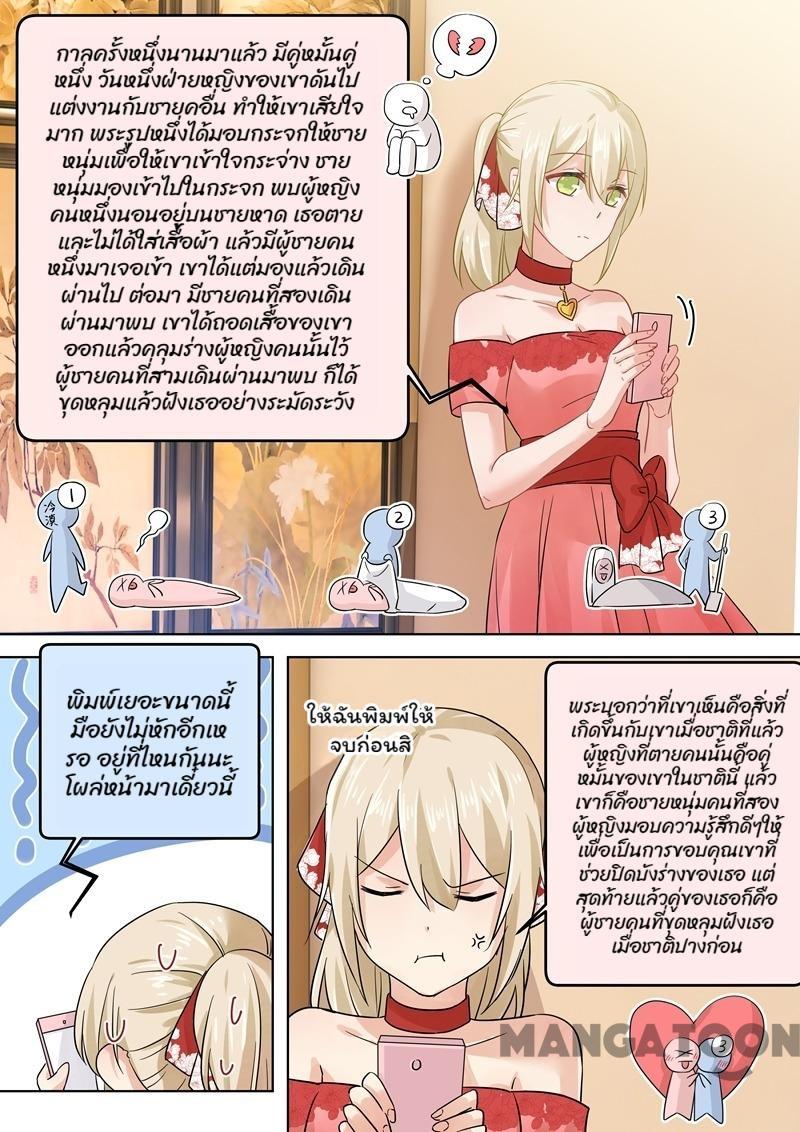 กาลครั้งหนึ่งนานมาแล้ว มีคู่หมั้นคู่
หนึ่ง วันหนึ่งฝ่ายหญิงของเขาดันไป
แต่งงานกับชายคอื่น ทำให้เขาเสียใจ
มาก พระรูปหนึ่งได้มอบกระจกให้ชาย
หนุ่มเพื่อให้เขาเข้าใจกระจ่าง ชาย
หนุ่มมองเข้าไปในกระจก พบผู้หญิง
คนหนึ่งนอนอยู่บนชายหาด เธอตาย
และไม่ได้ใส่เสื้อผ้า แล้วมีผู้ชายคน
หนึ่งมาเจอเข้า เขาได้แต่มองแล้วเดิน
ผ่านไป ต่อมา มีชายคนที่สองเดิน
ผ่านมาพบ เขาได้ถอดเสื้อของเขา
ออกแล้วคลุมร่างผู้หญิงคนนั้นไว้
ผู้ชายคนที่สามเดินผ่านมาพบ ก็ได้
ขุดหลุมแล้วฝังเธออย่างระมัดระวัง
1
冷漠
2
3
พิมพ์เยอะขนาดนี้
มือยังไม่หักอีกเห
รอ อยู่ที่ไหนกันนะ
โผล่หน้ามาเดี๋ยวนี้
ให้ฉันพิมพ์ให้
จบก่อนสิ
พระบอกว่าที่เขาเห็นคือสิ่งที่
เกิดขึ้นกับเขาเมื่อชาติที่แล้ว
ผู้หญิงที่ตายคนนั้นคือคู่
หมั้นของเขาในชาตินี้ แล้ว
เขาก็คือชายหนุ่มคนที่สอง
ผู้หญิงมอบความรู้สึกดีๆให้
เพื่อเป็นการขอบคุณเขาที่
ช่วยปิดบังร่างของเธอ แต่
สุดท้ายแล้วคู่ของเธอก็คือ
ผู้ชายคนที่ขุดหลุมฝังเธอ
เมื่อชาติปางก่อน
3
MANGATOON